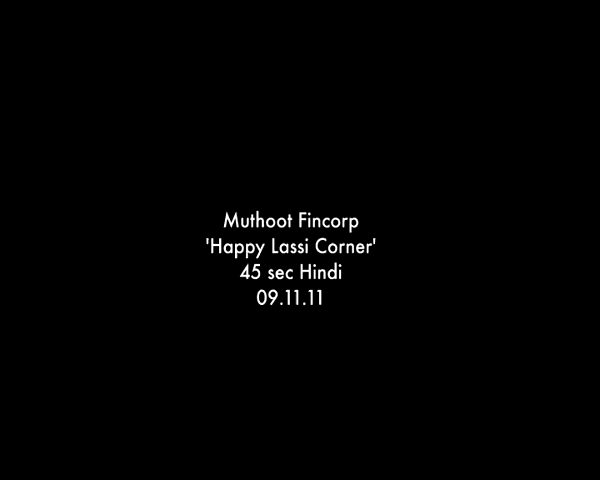 Muthoot Fincorp
'Happy Lassi Corner'
45 sec Hindi
09.11.11